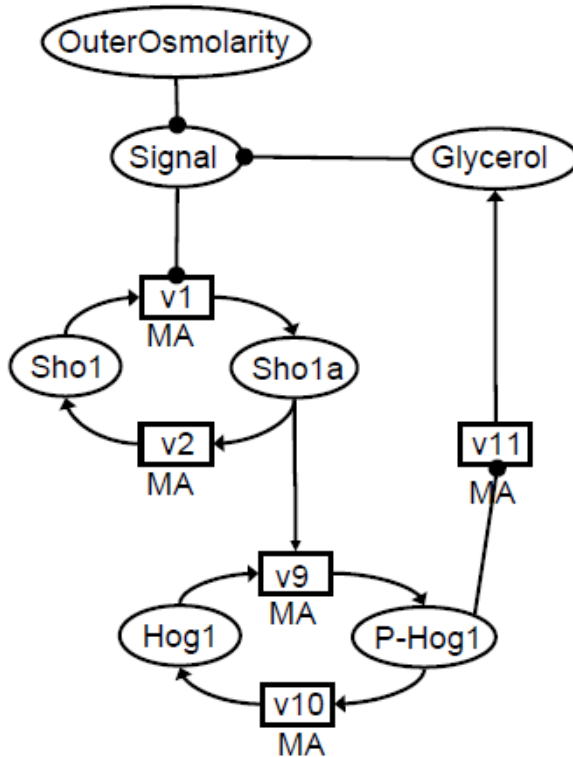 OuterOsmolarity
Signal
Glycerol
v1
MA
Sho1
Sho1a
v2
MA
v11
MA
v9
MA
Hog1
P-Hog1
v10
MA